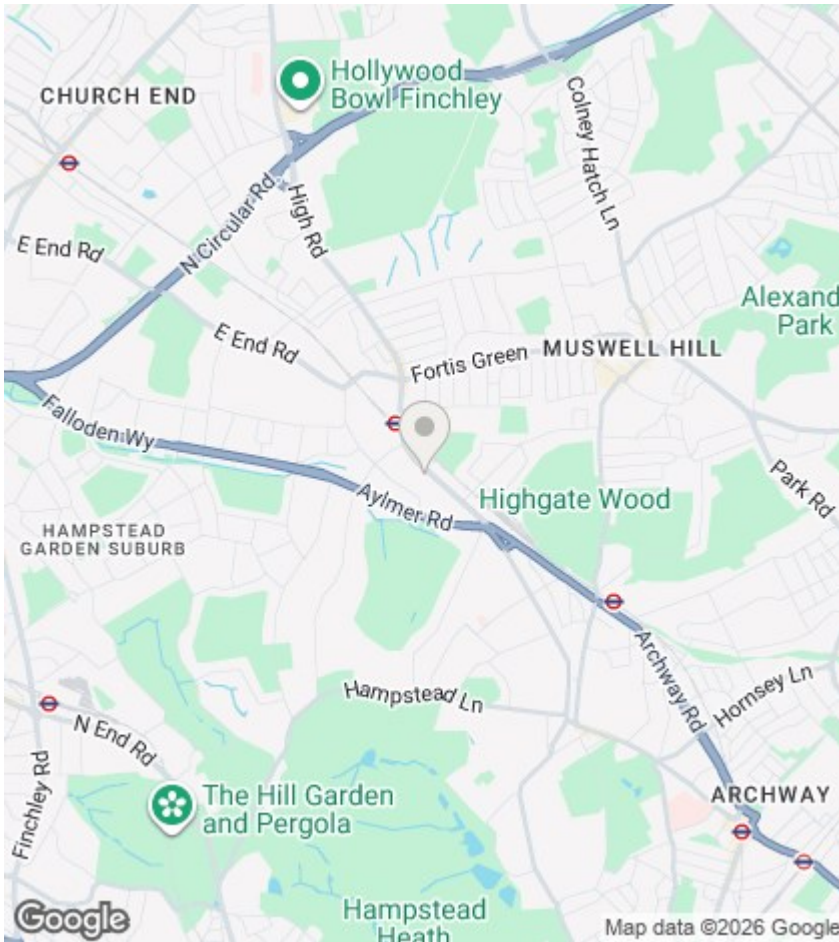 Hollywood
Bowl Finchley
CHURCH END
Colney Hatch Ln
N Circular Rd
High Rd
E End Rd
Alexand
Park
E End Rd
Fortis Green
MUSWELL HILL
Falloden Wy
Park Rd
Aylmer Rd
Highgate Wood
HAMPSTEAD
GARDEN SUBURB
Archway Rd
Hornsey Ln
Hampstead Ln
N End Rd
Finchley Rd
The Hill Garden
and Pergola
ARCHWAY
Hampstead
Heath
Google
Map data ©2026 Google